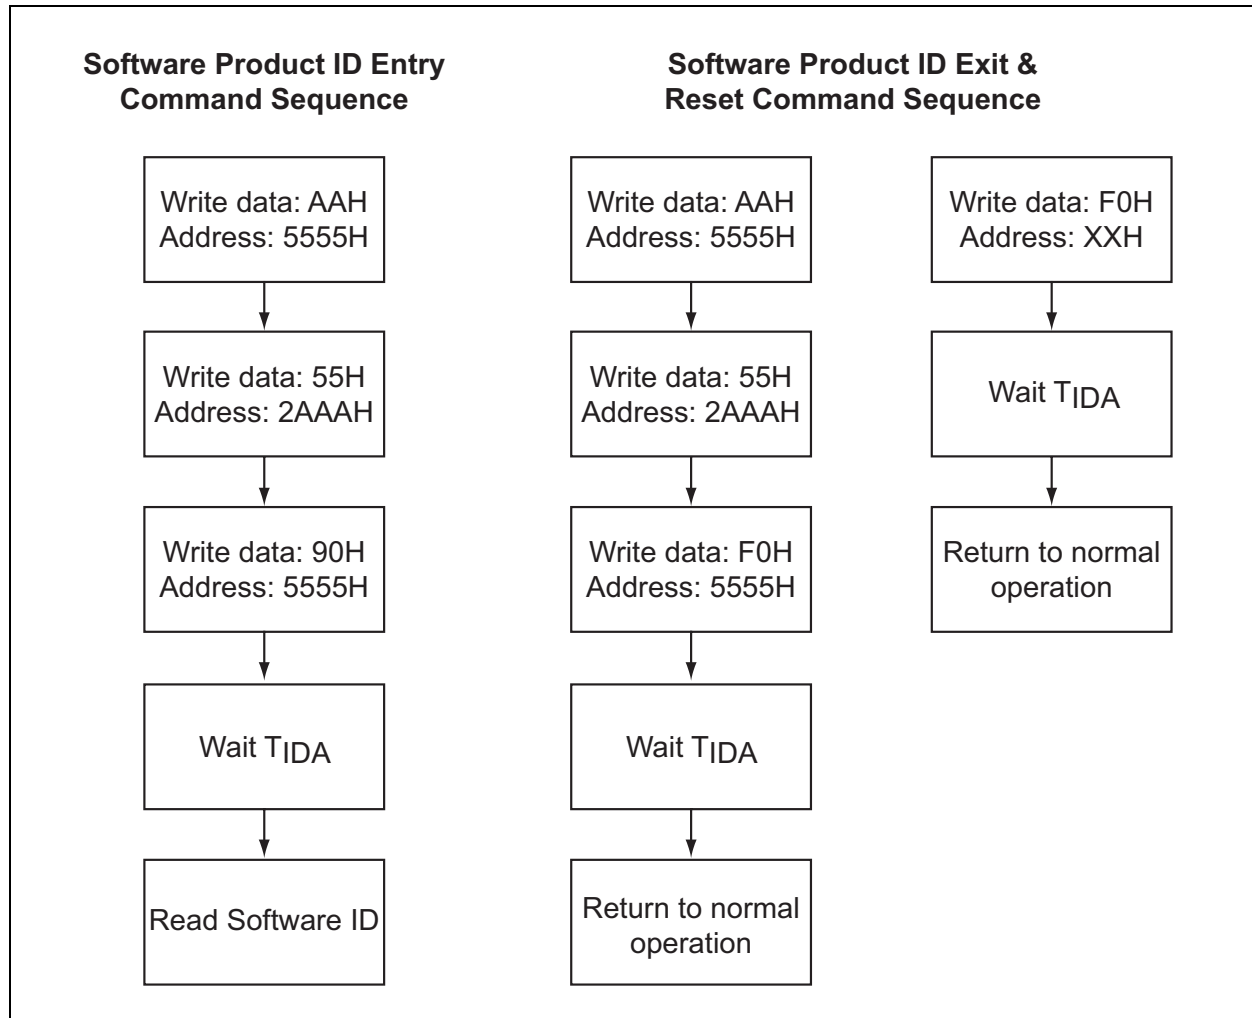 Software Product ID Entry
Command Sequence
Software Product ID Exit &
Reset Command Sequence
Write data: AAH
Address: 5555H
Write data: 55H
Address: 2AAAH
Write data: 90H
Address: 5555H
Wait TIDA
Read Software ID
Write data: AAH
Address: 5555H
Write data: 55H
Address: 2AAAH
Write data: F0H
Address: 5555H
Wait TIDA
Return to normal
operation
Write data: F0H
Address: XXH
Wait TIDA
Return to normal
operation